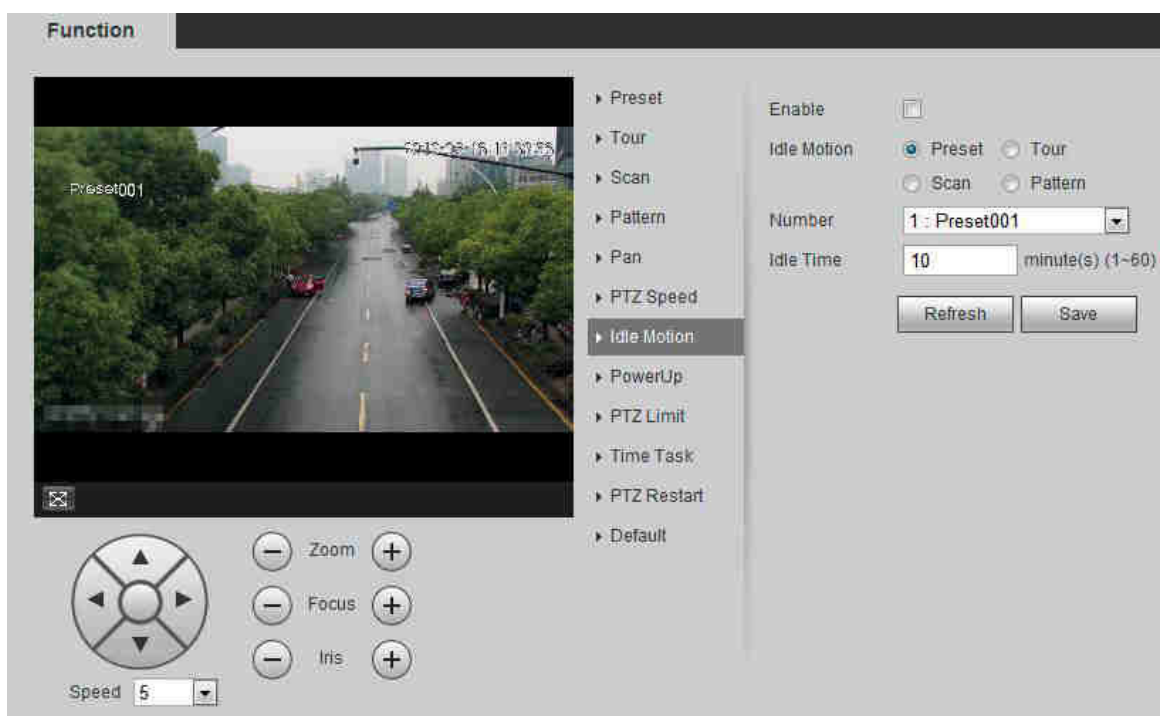 Function
Preset001
Preset
Tour
Scan
Pattern
Pan
PTZ Speed
Idle Motion
PowerUp
PTZ Limit
Time Task
PTZ Restart
Default
Enable
Idle Motion Preset Tour
Scan Pattern
Number 1 : Preset001
Idle Time 10 minute(s) (1~60)
Refresh Save
Zoom
Focus
Iris
Speed 5